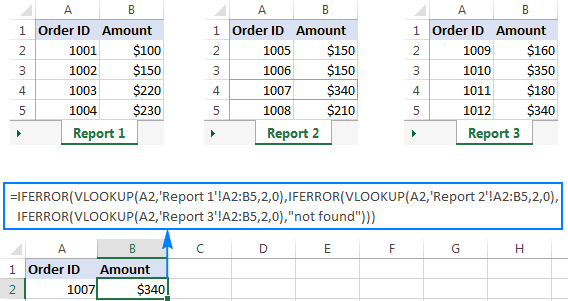 A B A B A B
1 Order ID Amount 1 Order ID Amount 1 Order ID Amount
2 1001 $100 2 1005 $150 2 1009 $160
3 1002 $150 3 1006 $150 3 1010 $350
4 1003 $220 4 1007 $340 4 1011 $180
5 1004 $230 5 1008 $210 5 1012 $340
Report 1 Report 2 Report 3
=IFERROR(VLOOKUP(A2,'Report 1'!A2:B5,2,0),IFERROR(VLOOKUP(A2,'Report 2'!A2:B5,2,0),
IFERROR(VLOOKUP(A2,'Report 3'!A2:B5,2,0),"not found")))
A B C D E F G H
1 Order ID Amount
2 1007 $340